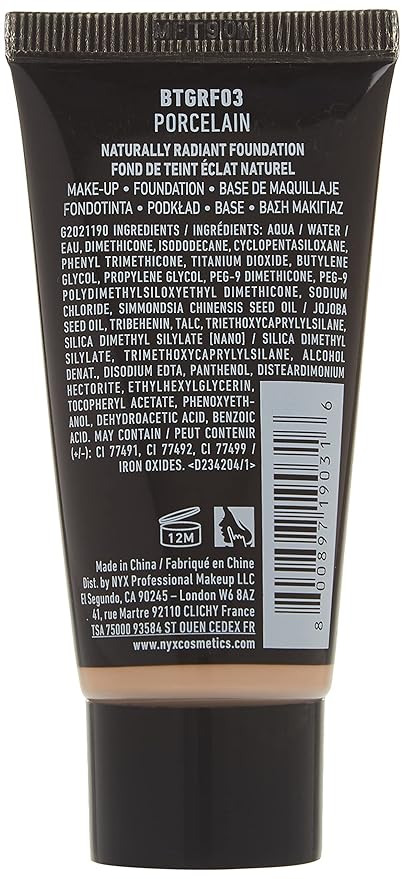 BTGRF03
PORCELAIN
NATURALLY RADIANT FOUNDATION
FOND DE TEINT ÉCLAT NATUREL
MAKE-UP • FOUNDATION • BASE DE MAQUILLAJE
FONDOTINTA • PODKŁAD • BASE • ΒΑΣΗ ΜΑΚΙΓΙΑΖ
G2021190 INGREDIENTS / INGRÉDIENTS: AQUA / WATER /
EAU, DIMETHICONE, ISODODECANE, CYCLOPENTASILOXANE,
PHENYL TRIMETHICONE, TITANIUM DIOXIDE, BUTYLENE
GLYCOL, PROPYLENE GLYCOL, PEG-9 DIMETHICONE, PEG-9
POLYDIMETHYLSILOXYETHYL DIMETHICONE, SODIUM
CHLORIDE, SIMMONDSIA CHINENSIS SEED OIL / JOJOBA
SEED OIL, TRIBEHENIN, TALC, TRIETHOXYCAPRYLYLSILANE,
SILICA DIMETHYL SILYLATE [NANO] / SILICA DIMETHYL
SILYLATE, TRIMETHOXYCAPRYLYLSILANE, ALCOHOL
DENAT., DISODIUM EDTA, PANTHENOL, DISTEARDIMONIUM
HECTORITE, ETHYLHEXYLGLYCERIN,
TOCOPHERYL ACETATE, PHENOXYETH-
ANOL, DEHYDROACETIC ACID, BENZOIC
ACID. MAY CONTAIN / PEUT CONTENIR
(+/-): CI 77491, CI 77492, CI 77499 /
IRON OXIDES. <D234204/1>
8 00897 19031 6
12M
Made in China / Fabriqué en Chine
Dist. by NYX Professional Makeup LLC
El Segundo, CA 90245 – London W6 8AZ
41, rue Martre 92110 CLICHY France
TSA 75000 93584 ST OUEN CEDEX FR
www.nyxcosmetics.com